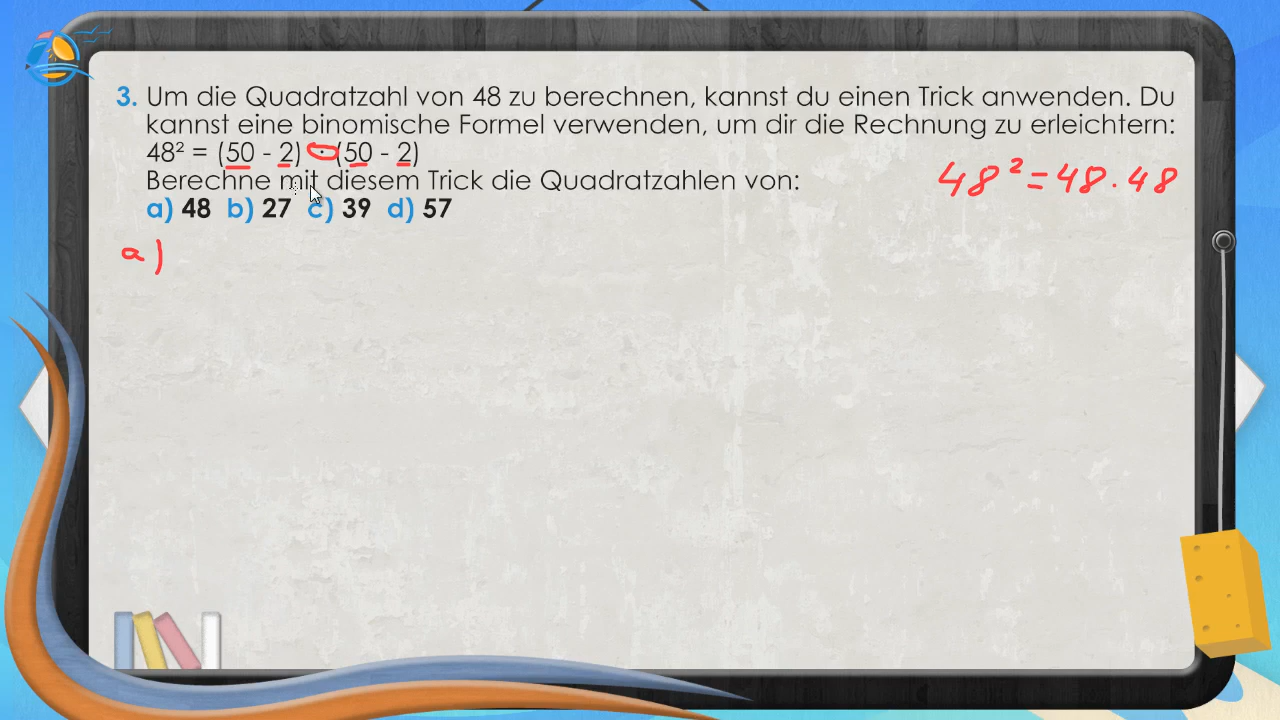 3. Um die Quadratzahl von 48 zu berechnen, kannst du einen Trick anwenden. Du
kannst eine binomische Formel verwenden, um dir die Rechnung zu erleichtern:
48² = (50 - 2) · (50 - 2)
48² = 48 · 48
Berechne mit diesem Trick die Quadratzahlen von:
a) 48 b) 27 c) 39 d) 57
a)